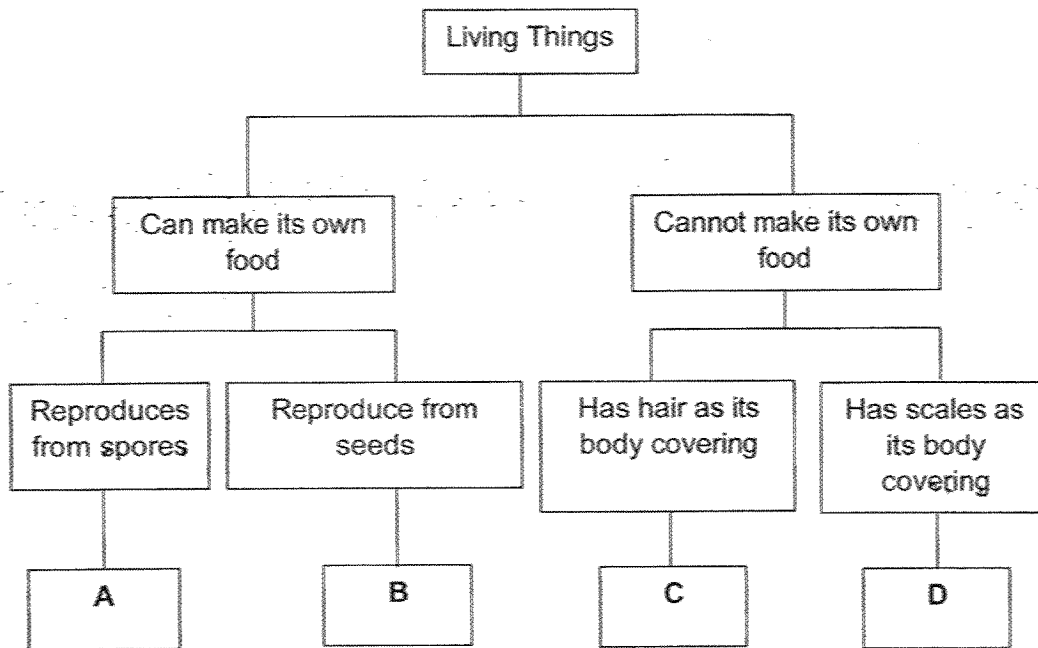 Living Things
Can make its own
food
Cannot make its own
food
Reproduces
from spores
Reproduce from
seeds
Has hair as its
body covering
Has scales as
its body
covering
A
B
C
D